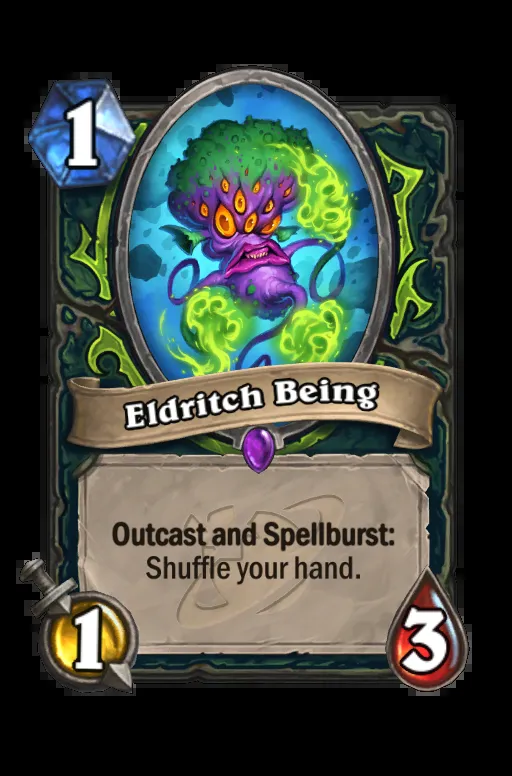 1
Eldritch Being
Outcast and Spellburst:
Shuffle your hand.
1
3